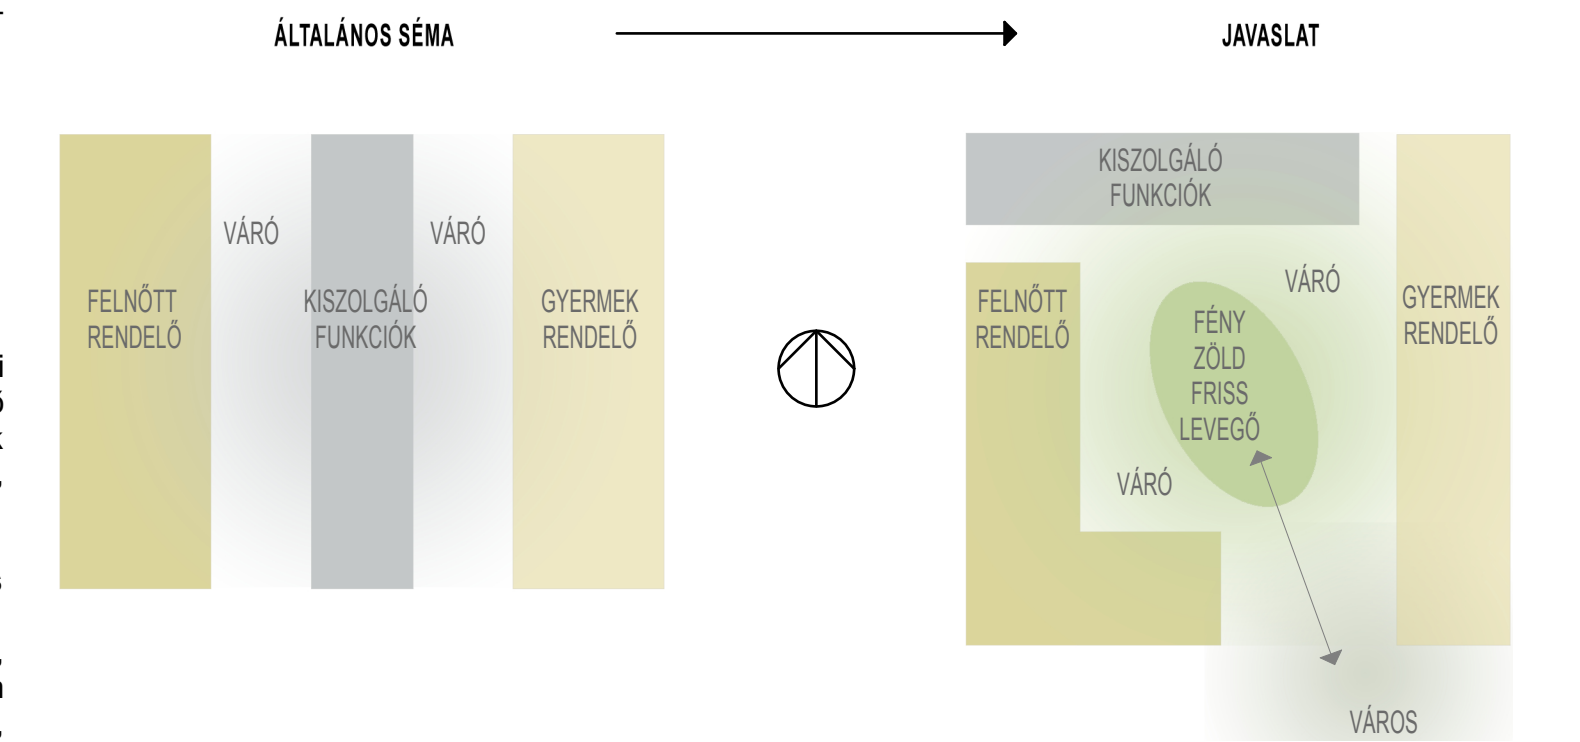 ÁLTALÁNOS SÉMA
JAVASLAT
FELNŐTT
RENDELŐ
VÁRÓ
KISZOLGÁLÓ
FUNKCIÓK
VÁRÓ
GYERMEK
RENDELŐ
KISZOLGÁLÓ
FUNKCIÓK
FELNŐTT
RENDELŐ
VÁRÓ
FÉNY
ZÖLD
FRISS
LEVEGŐ
VÁRÓ
GYERMEK
RENDELŐ
VÁROS